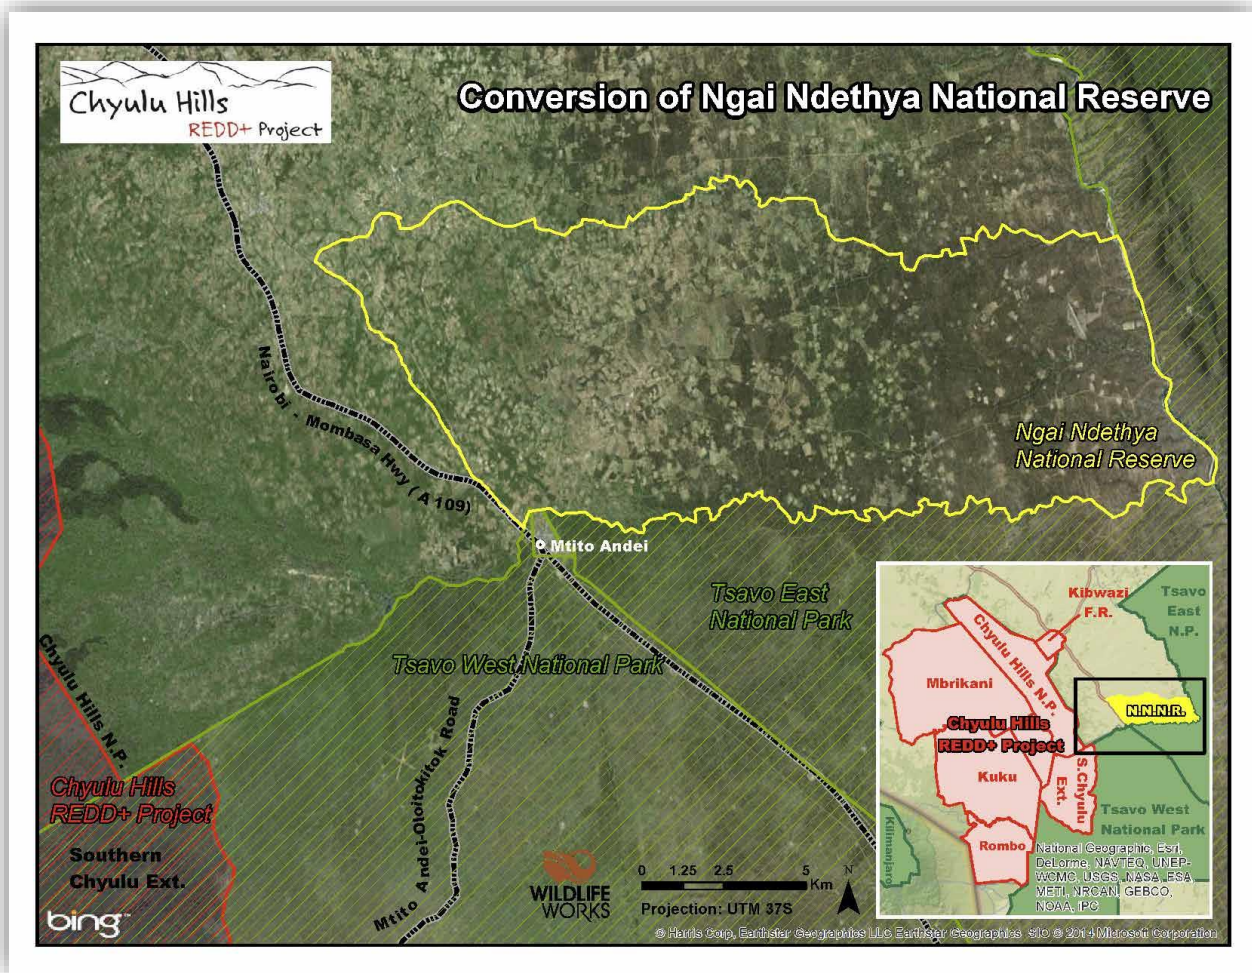 Chyulu Hills
REDD+ Project
Conversion of Ngai Ndethya National Reserve
Nairobi - Mombasa Hwy (A 109)
Ngai Ndethya
National Reserve
Mtito Andei
Tsavo East
National Park
Tsavo West National Park
Chyulu Hills N.P.
Mtito Andei-Oloitokitok Road
Chyulu Hills
REDD+ Project
Southern
Chyulu Ext.
bing™
WILDLIFE
WORKS
0 1.25 2.5 5
Km
N
Projection: UTM 37S
Kibwazi
F.R.
Tsavo
East
N.P.
Chyulu Hills N.P.
Mbrikani
N.N.N.R.
Chyulu Hills
REDD+ Project
Kuku
S.Chyulu
Ext.
Tsavo West
National Park
Kilimanjaro
Rombo
National Geographic, Esri,
DeLorme, NAVTEQ, UNEP-
WCMC, USGS, NASA, ESA,
METI, NRCAN, GEBCO,
NOAA, iPC
© Harris Corp, Earthstar Geographics LLC Earthstar Geographics SIO © 2014 Microsoft Corporation